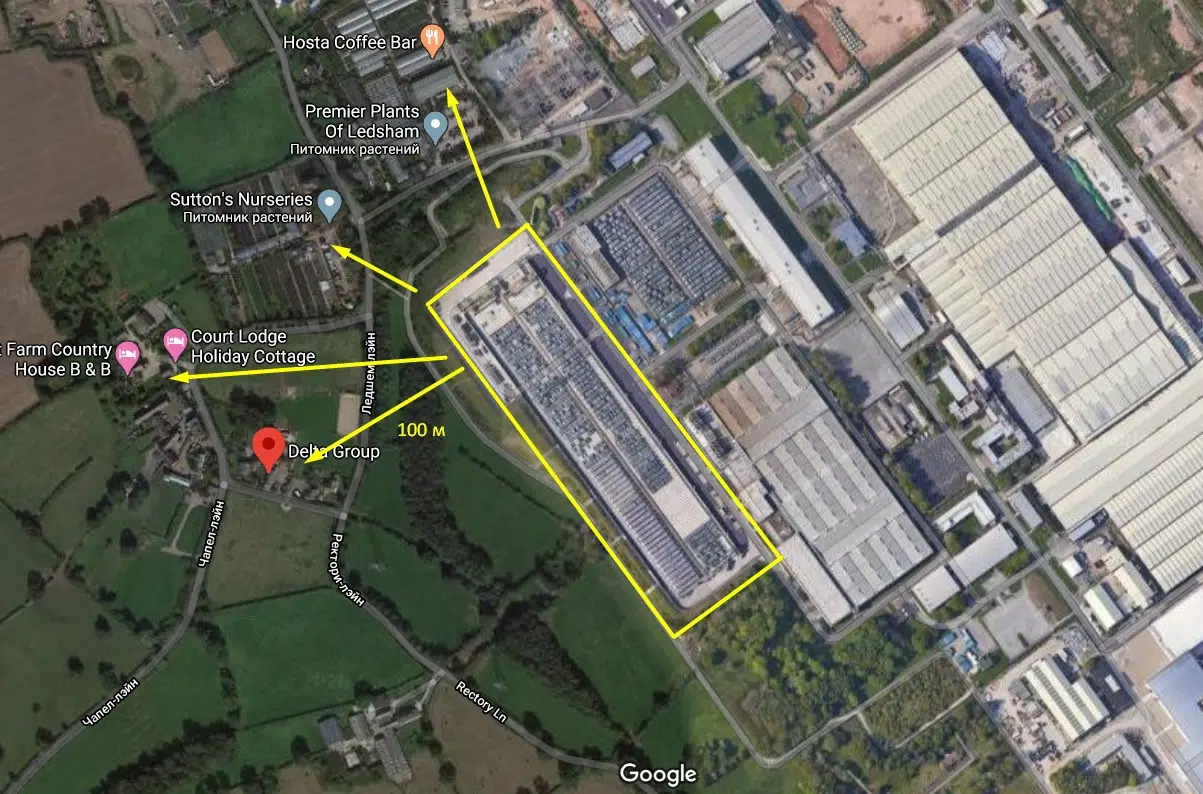 Hosta Coffee Bar
Premier Plants
Of Ledsham
Питомник растений
Sutton's Nurseries
Питомник растений
Court Lodge
Holiday Cottage
t Farm Country
House B & B
Ледшем-лэйн
100 м
Delta Group
Чапел-лэйн
Ректори-лэйн
Чапел-лэйн
Rectory Ln
Google